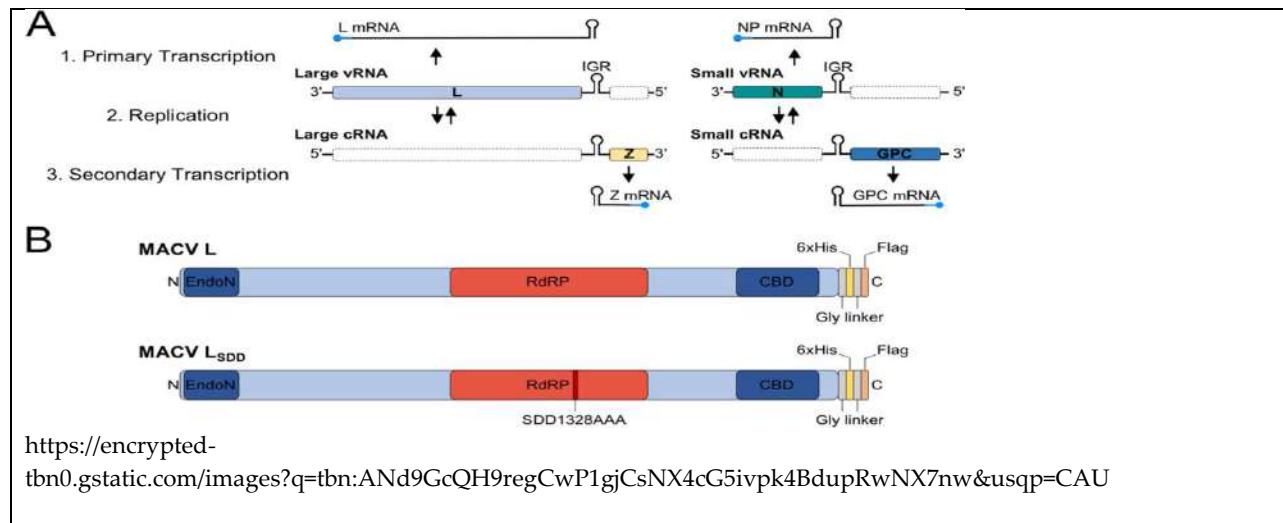 A
L mRNA
NP mRNA
1. Primary Transcription
Large vRNA
IGR
Small vRNA
IGR
3'
L
5'
3'
N
5'
2. Replication
Large cRNA
Small cRNA
5'
Z
3'
5'
GPC
3'
3. Secondary Transcription
Z mRNA
GPC mRNA
B
MACV L
6xHis
Flag
N
EndoN
RdRP
CBD
C
Gly linker
MACV LSDD
6xHis
Flag
N
EndoN
RdRP
CBD
C
Gly linker
SDD1328AAA
https://encrypted-
tbn0.gstatic.com/images?q=tbn:ANd9GcQH9regCwP1gjCsNX4cG5ivpk4BdupRwNX7nw&usqp=CAU